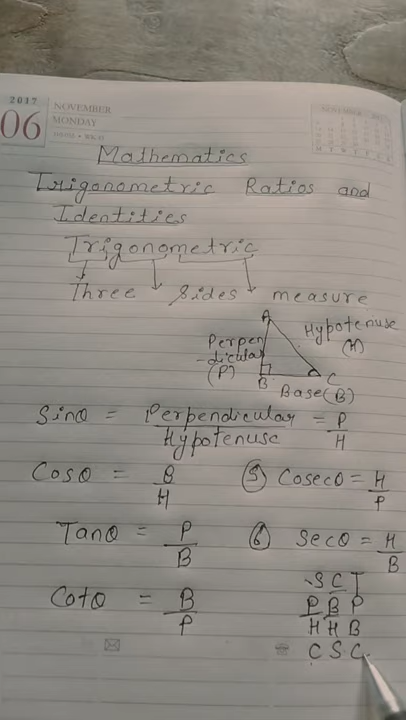 2017
06
NOVEMBER
MONDAY
NOVEMBER
Mathematics
Trigonometric Ratios and
Identities
Trigonometric
Three Sides measure
A
Hypotenuse
(H)
Perpen
-dicular
(P)
B
C
Base(B)
Sinθ = Perpendicular = P
Hypotenuse H
Cosθ = B
H
(5) Cosecθ = H
P
Tanθ = P
B
(6) Secθ = H
B
Cotθ = B
P
S C T
P B P
H H B
C S C